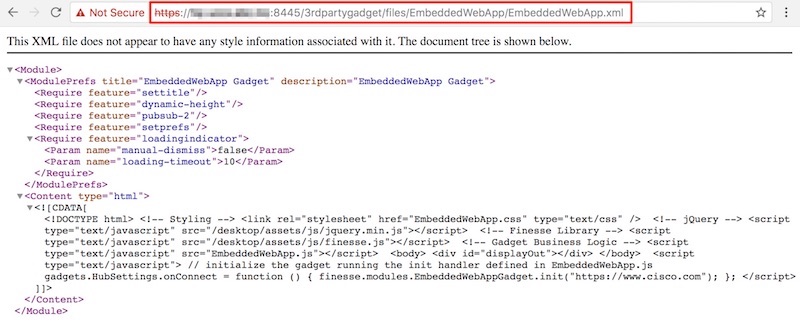 Not Secure https:// :8445/3rdpartygadget/files/EmbeddedWebApp/EmbeddedWebApp.xml
This XML file does not appear to have any style information associated with it. The document tree is shown below.
<Module>
<ModulePrefs title="EmbeddedWebApp Gadget" description="EmbeddedWebApp Gadget">
<Require feature="settitle"/>
<Require feature="dynamic-height"/>
<Require feature="pubsub-2"/>
<Require feature="setprefs"/>
<Require feature="loadingindicator">
<Param name="manual-dismiss">false</Param>
<Param name="loading-timeout">10</Param>
</Require>
</ModulePrefs>
<Content type="html">
<![CDATA[
<!DOCTYPE html> <!-- Styling --> <link rel="stylesheet" href="EmbeddedWebApp.css" type="text/css" /> <!-- jQuery --> <script
type="text/javascript" src="/desktop/assets/js/jquery.min.js"></script> <!-- Finesse Library --> <script
type="text/javascript" src="/desktop/assets/js/finesse.js"></script> <!-- Gadget Business Logic --> <script
type="text/javascript" src="EmbeddedWebApp.js"></script> <body> <div id="displayOut"></div> </body> <script
type="text/javascript"> // initialize the gadget running the init handler defined in EmbeddedWebApp.js
gadgets.HubSettings.onConnect = function () { finesse.modules.EmbeddedWebAppGadget.init("https://www.cisco.com"); }; </script>
]]>
</Content>
</Module>